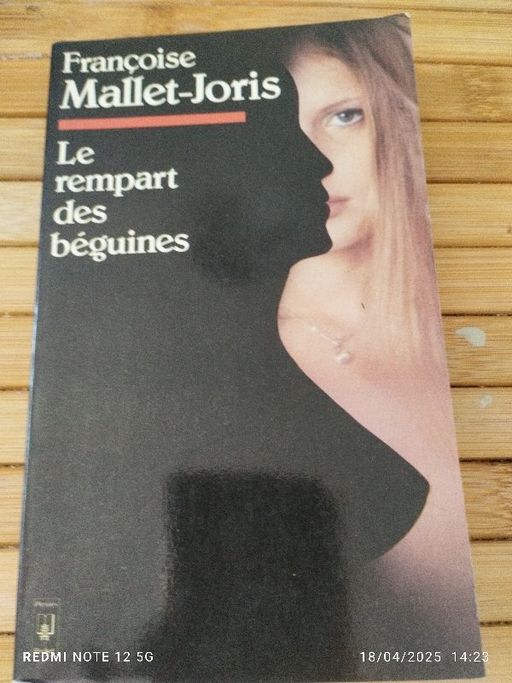 Françoise
Mallet-Joris
Le
rempart
des
béguines
REDMI NOTE 12 5G
18/04/2025 14:23